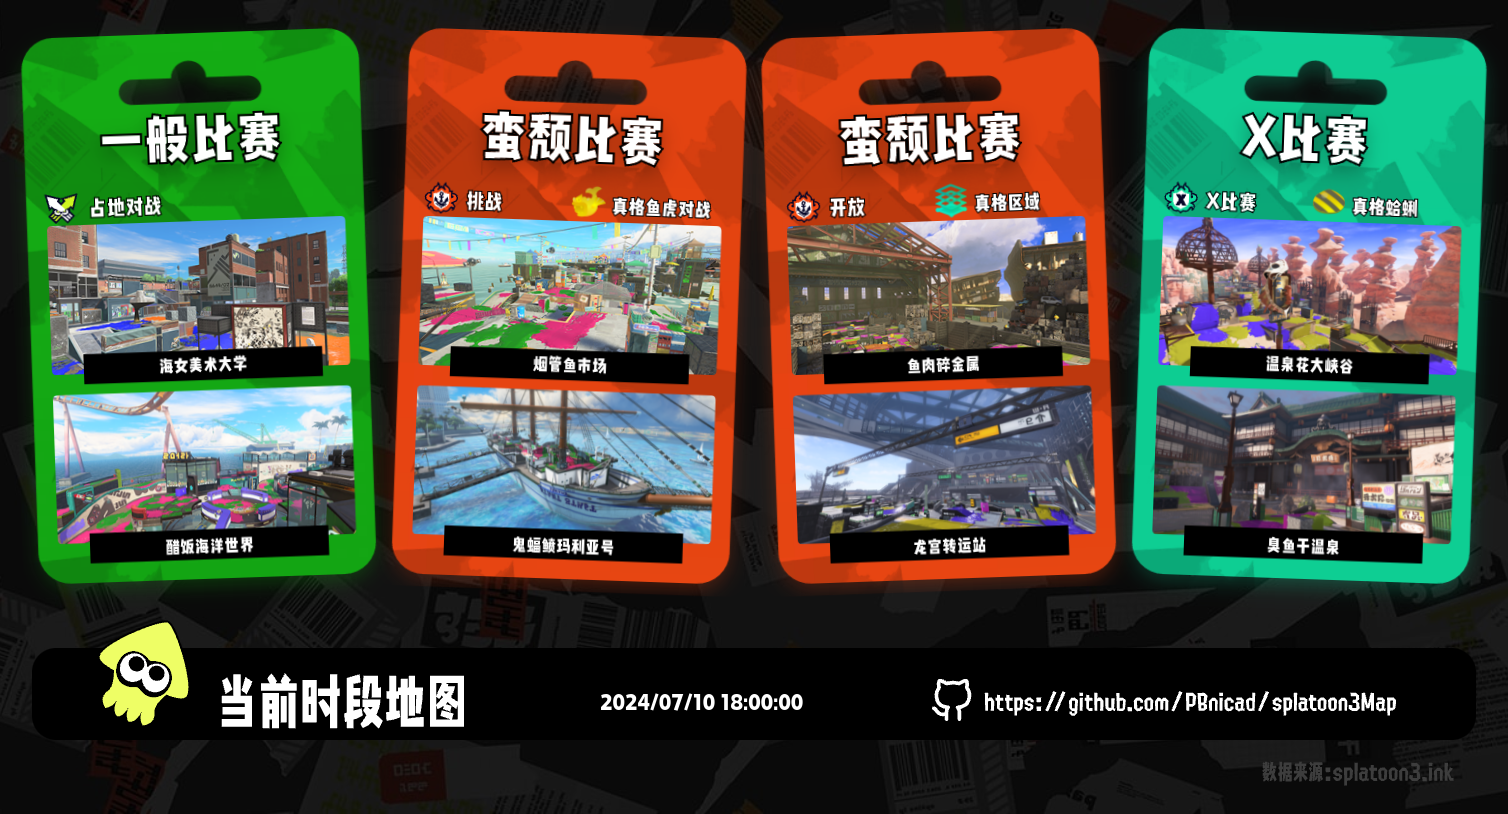 一般比赛
占地对战
海女美术大学
醋饭海洋世界
蛮颓比赛
挑战
真格鱼虎对战
烟管鱼市场
鬼蝠鲼玛利亚号
蛮颓比赛
开放
真格区域
鱼肉碎金属
龙宫转运站
X比赛
X比赛
真格蛤蜊
温泉花大峡谷
臭鱼干温泉
当前时段地图
2024/07/10 18:00:00
https://github.com/PBnicad/splatoon3Map
数据来源:splatoon3.ink